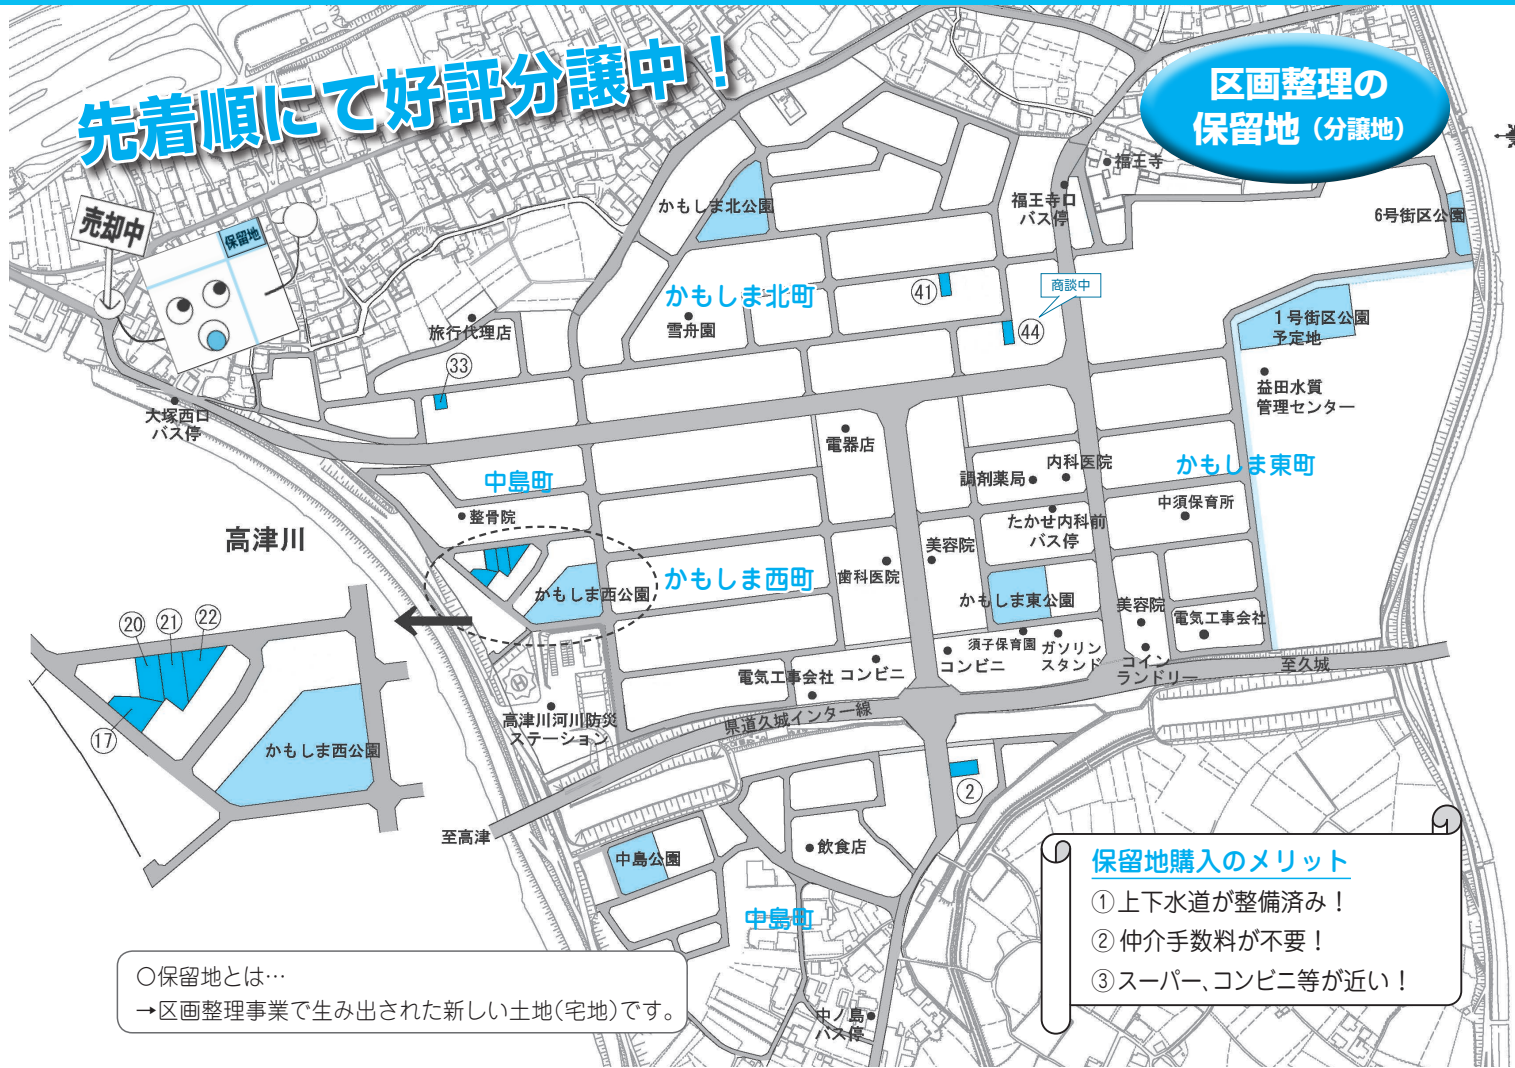 先着順にて好評分譲中！
区画整理の
保留地（分譲地）
売却中
保留地
かもしま北公園
福王寺
福王寺口
バス停
6号街区公園
かもしま北町
雪舟園
旅行代理店
㊶
商談中
㊹
1号街区公園
予定地
㉝
大塚西口
バス停
益田水質
管理センター
電器店
中島町
整骨院
調剤薬局
内科医院
かもしま東町
たかせ内科前
バス停
中須保育所
高津川
美容院
歯科医院
かもしま西町
かもしま西公園
かもしま東公園
美容院
電気工事会社
須子保育園
ガソリン
スタンド
コンビニ
コイン
ランドリー
至久城
⑳
㉑
㉒
⑰
かもしま西公園
電気工事会社
コンビニ
高津川河川防災
ステーション
県道久城インター線
②
至高津
中島公園
飲食店
中島町
中ノ島
バス停
保留地購入のメリット
①上下水道が整備済み！
②仲介手数料が不要！
③スーパー､コンビニ等が近い！
○保留地とは…
→区画整理事業で生み出された新しい土地(宅地)です。